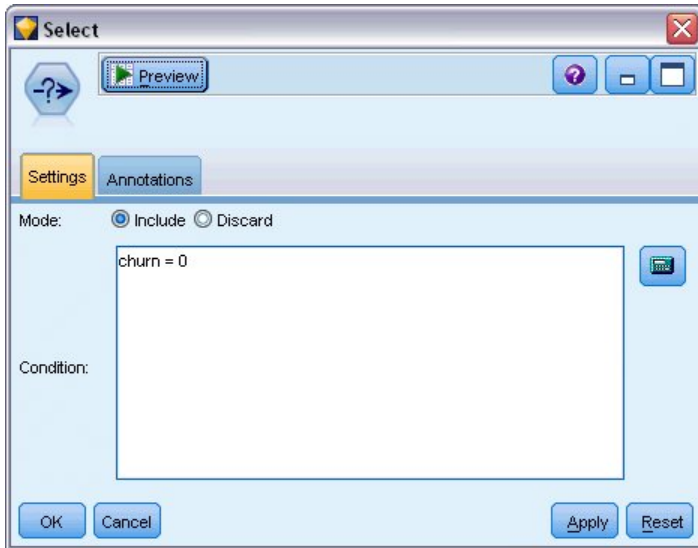 Select
Preview
Settings Annotations
Mode: Include Discard
churn = 0
Condition:
OK Cancel Apply Reset